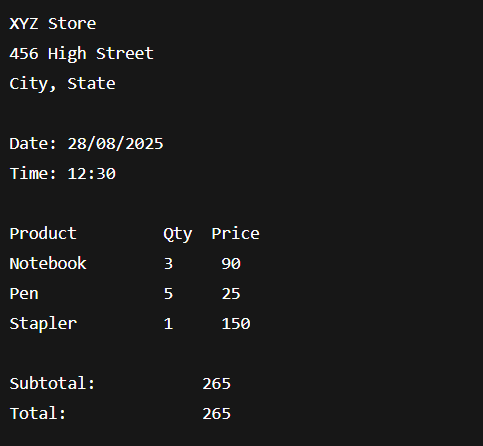 XYZ Store
456 High Street
City, State
Date: 28/08/2025
Time: 12:30
Product Qty Price
Notebook 3 90
Pen 5 25
Stapler 1 150
Subtotal: 265
Total: 265